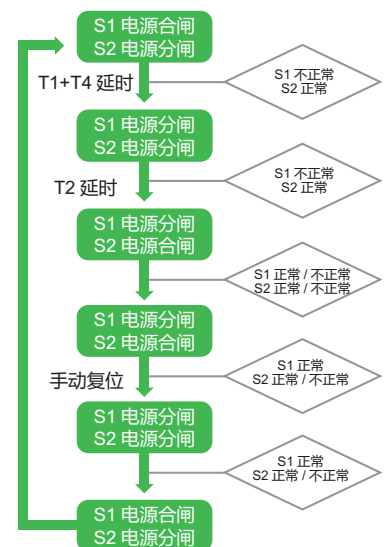 S1 电源合闸
S2 电源分闸
T1+T4 延时
S1 不正常
S2 正常
S1 电源分闸
S2 电源分闸
T2 延时
S1 不正常
S2 正常
S1 电源分闸
S2 电源合闸
S1 正常 / 不正常
S2 正常 / 不正常
S1 电源分闸
S2 电源合闸
手动复位
S1 正常
S2 正常 / 不正常
S1 电源分闸
S2 电源分闸
S1 正常
S2 正常 / 不正常
S1 电源合闸
S2 电源分闸